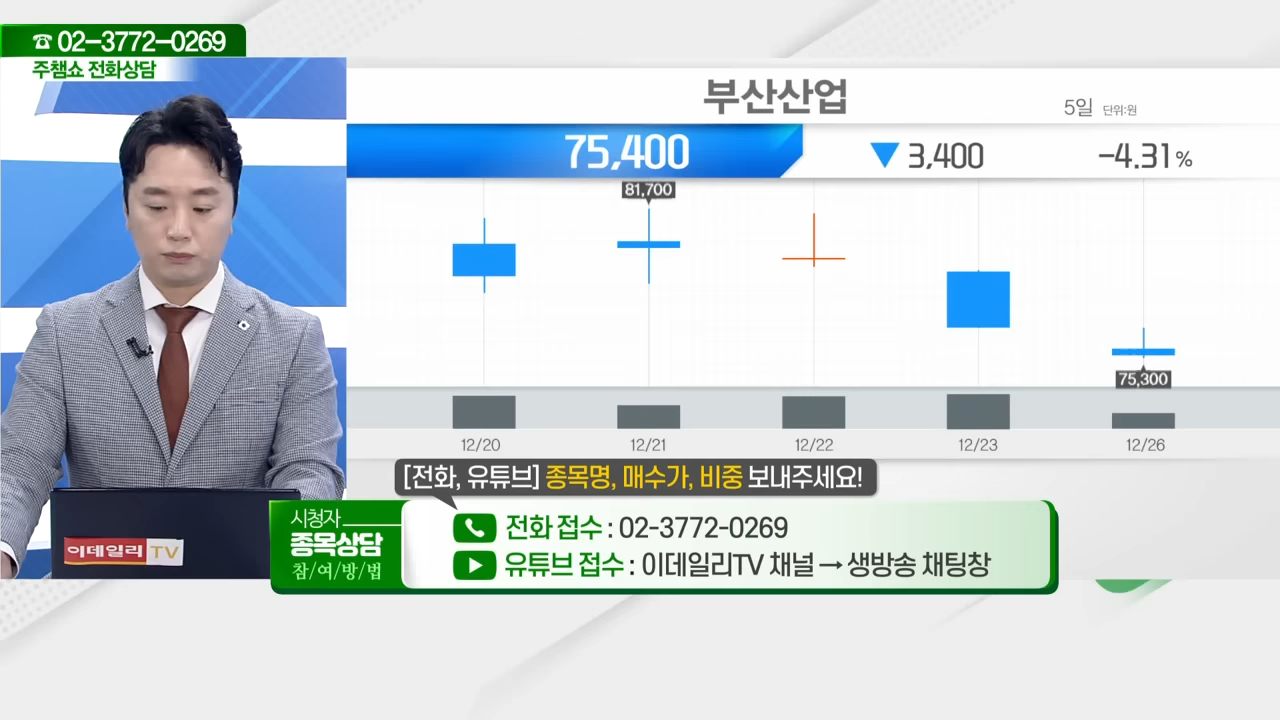 ☎ 02-3772-0269
주챔쇼 전화상담
부산산업
5일 단위:원
75,400 ▼ 3,400 -4.31%
81,700
75,300
12/20 12/21 12/22 12/23 12/26
[전화, 유튜브] 종목명, 매수가, 비중 보내주세요!
시청자
종목상담
참/여/방/법
전화 접수 : 02-3772-0269
유튜브 접수 : 이데일리TV 채널 → 생방송 채팅창
이데일리 TV